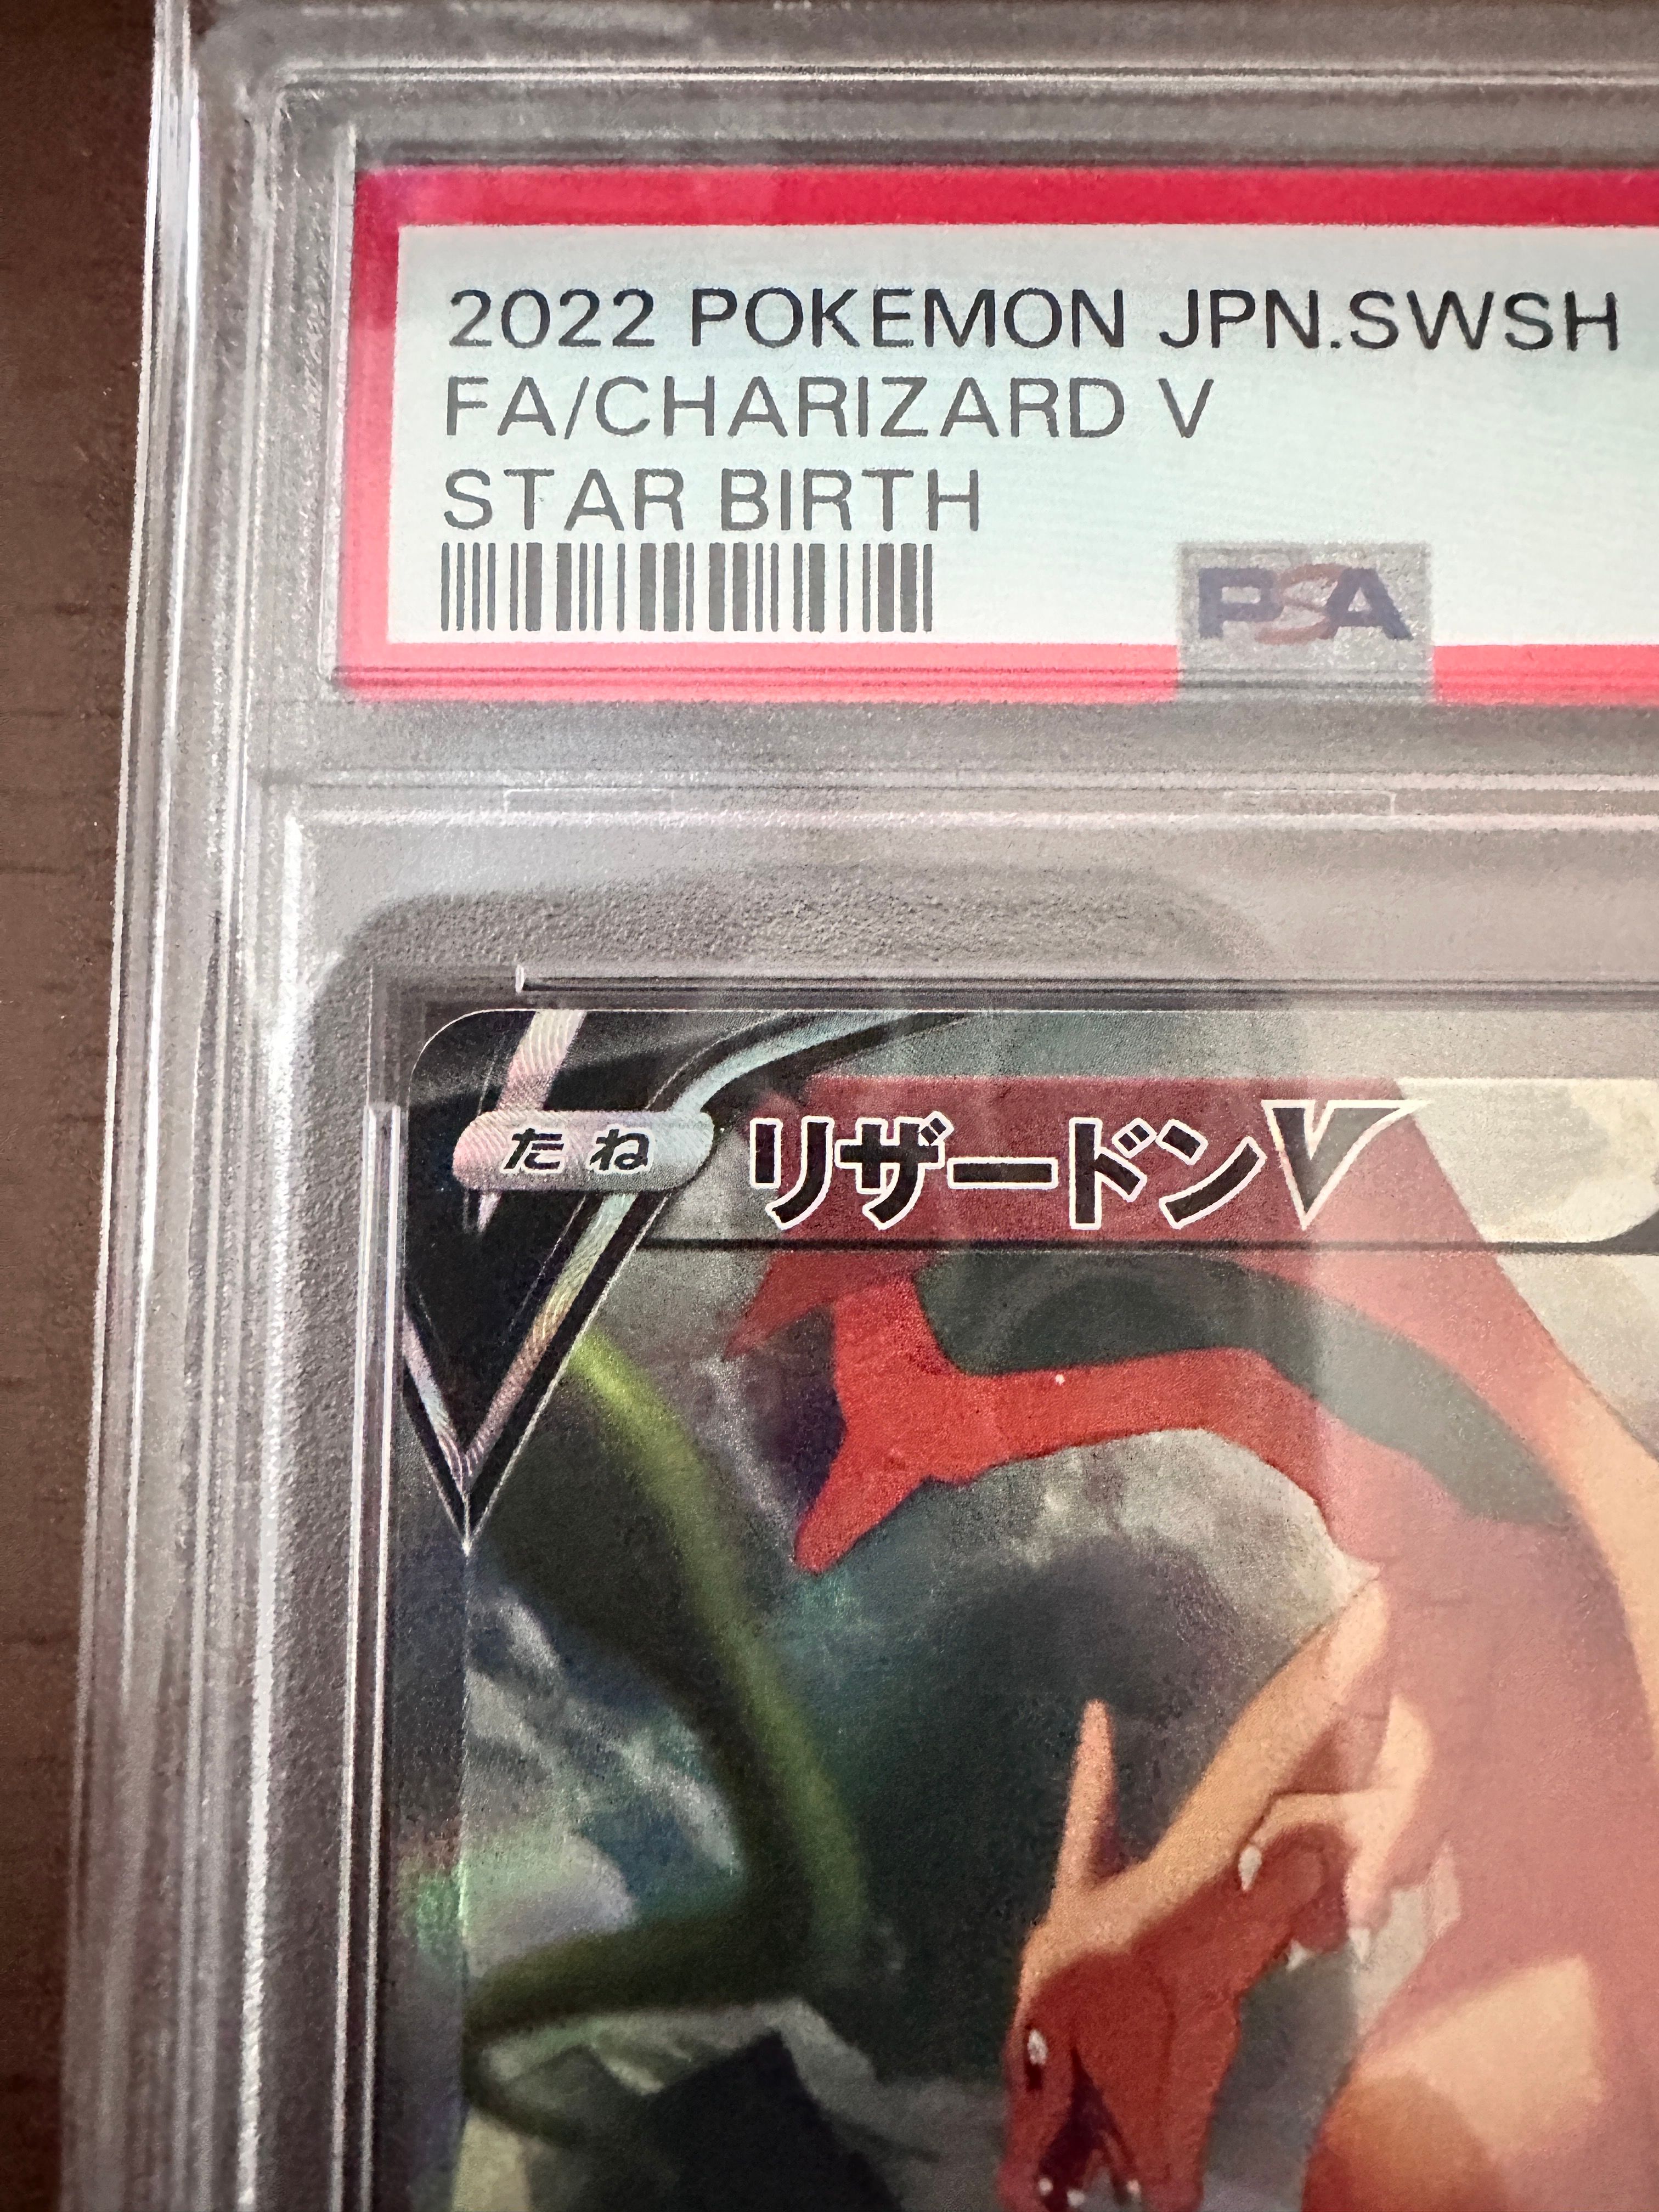 2022 POKEMON JPN.SWSH
FA/CHARIZARD V
STAR BIRTH
PSA
たね リザードンV